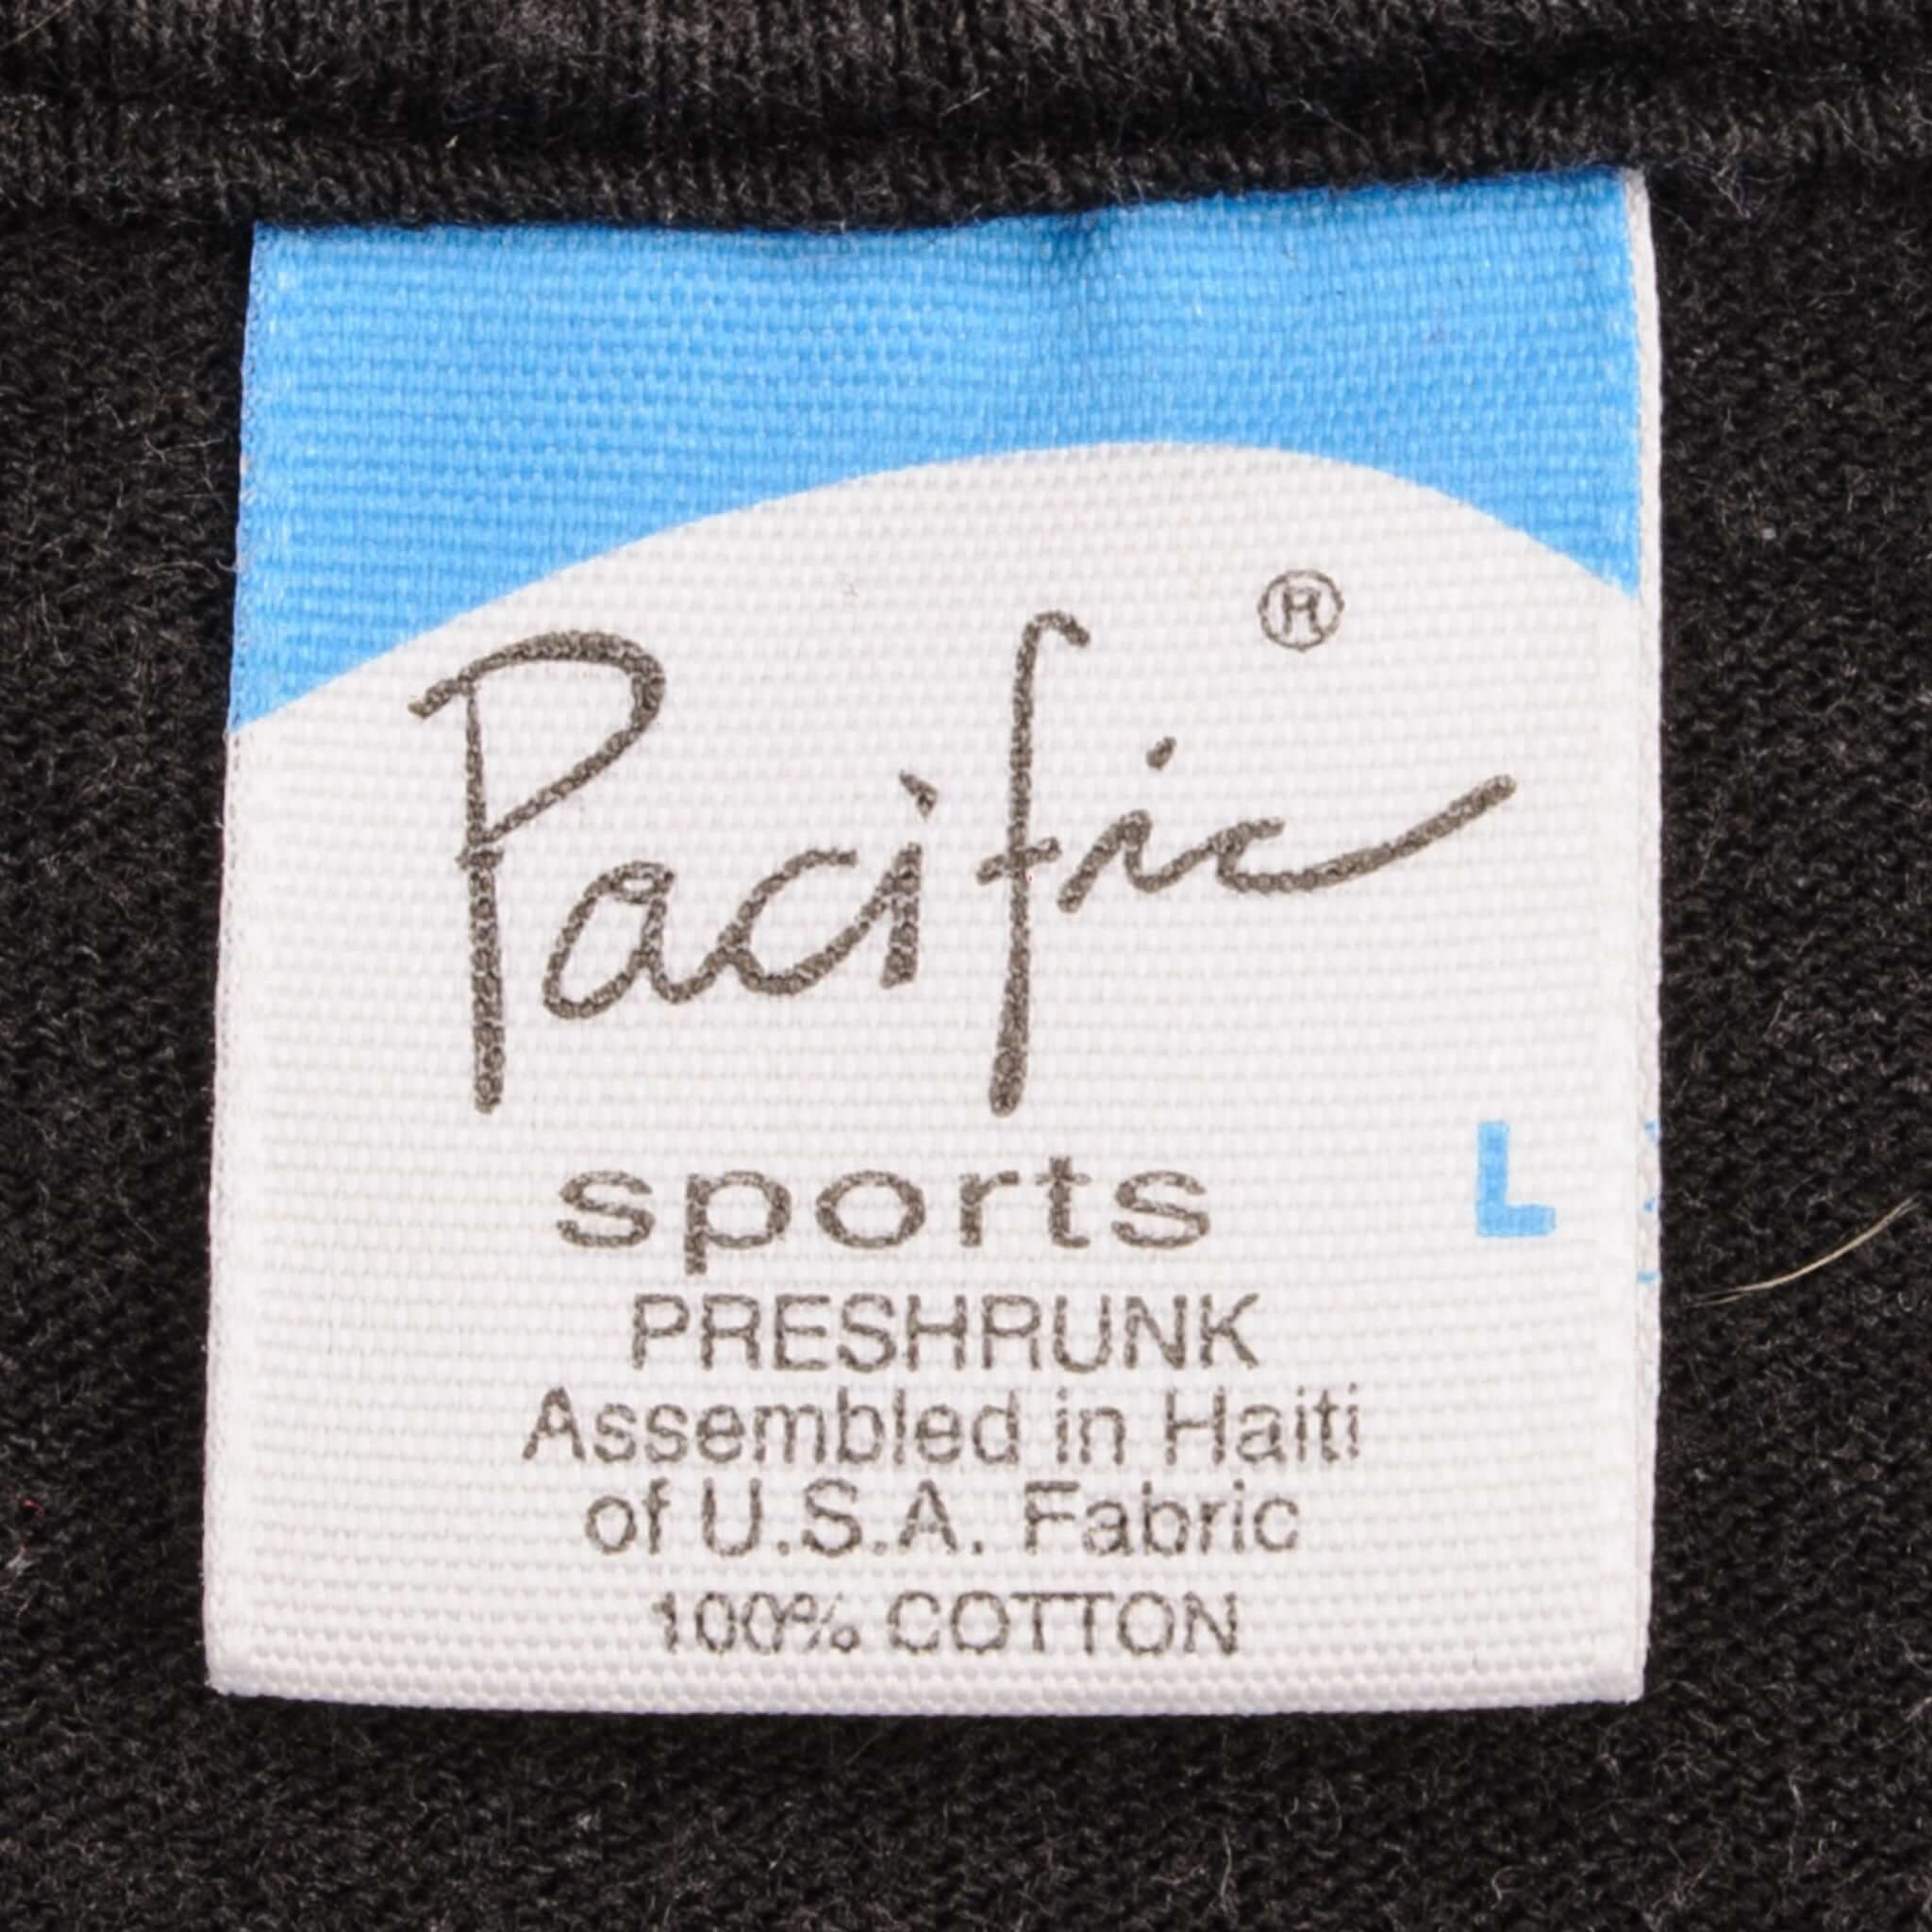 Pacific ®
sports
L
PRESHRUNK
Assembled in Haiti
of U.S.A. Fabric
100% COTTON